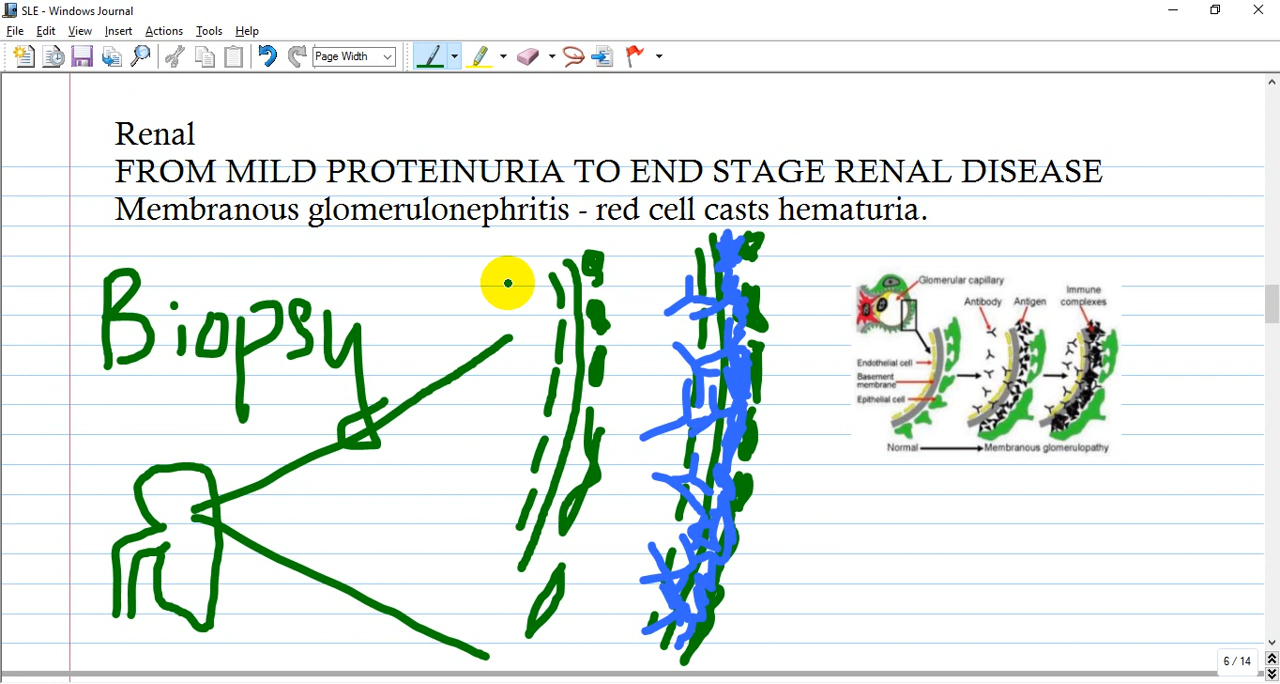 SLE - Windows Journal
File Edit View Insert Actions Tools Help
Page Width
Renal
FROM MILD PROTEINURIA TO END STAGE RENAL DISEASE
Membranous glomerulonephritis - red cell casts hematuria.
Biopsy
Glomerular capillary
Immune
complexes
Antibody Antigen
Endothelial cell
Basement
membrane
Epithelial cell
Normal Membranous glomerulopathy
6 / 14